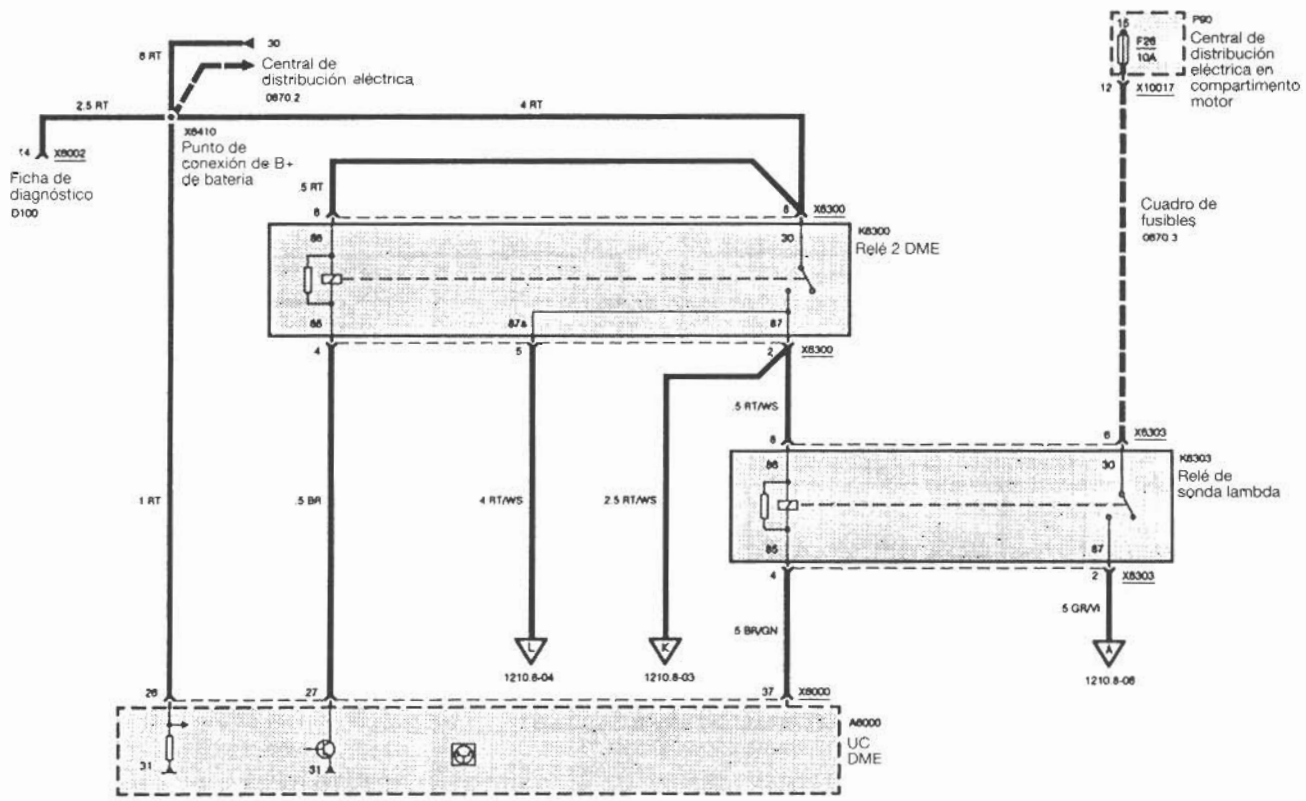 30
6 RT
Central de
distribución eléctrica
0670.2
2.5 RT
4 RT
X6410
Punto de
conexión de B+
de bateria
14 X6002
Ficha de
diagnóstico
D100
15
F28
10A
P90
Central de
distribución
eléctrica en
compartimento
motor
12 X10017
Cuadro de
fusibles
0670.3
.5 RT
6
8 X6300
K6300
Relé 2 DME
86
30
85
87a
87
4
5
2 X6300
.5 RT/WS
8
6 X6303
K6303
Relé de
sonda lambda
86
30
85
87
4
2 X6303
1 RT
.5 BR
4 RT/WS
2.5 RT/WS
.5 BR/GN
.5 GR/VI
L
1210.8-04
K
1210.8-03
A
1210.8-06
26
27
37 X6000
A6000
UC
DME
31
31